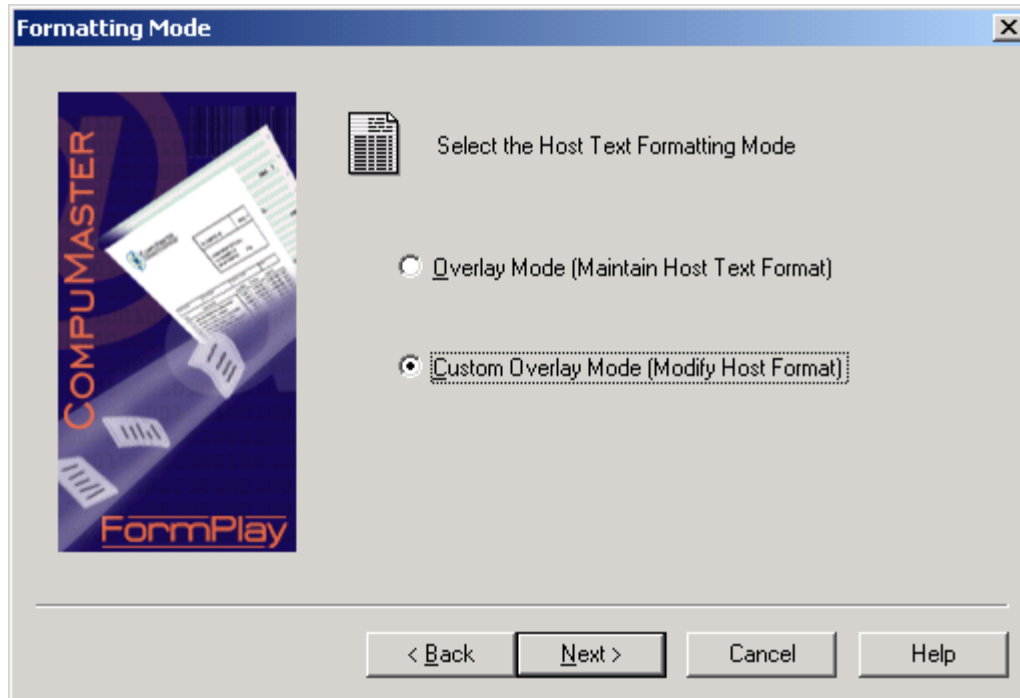 Formatting Mode
COMPUMASTER
FormPlay
Select the Host Text Formatting Mode
Overlay Mode (Maintain Host Text Format)
Custom Overlay Mode (Modify Host Format)
< Back
Next >
Cancel
Help